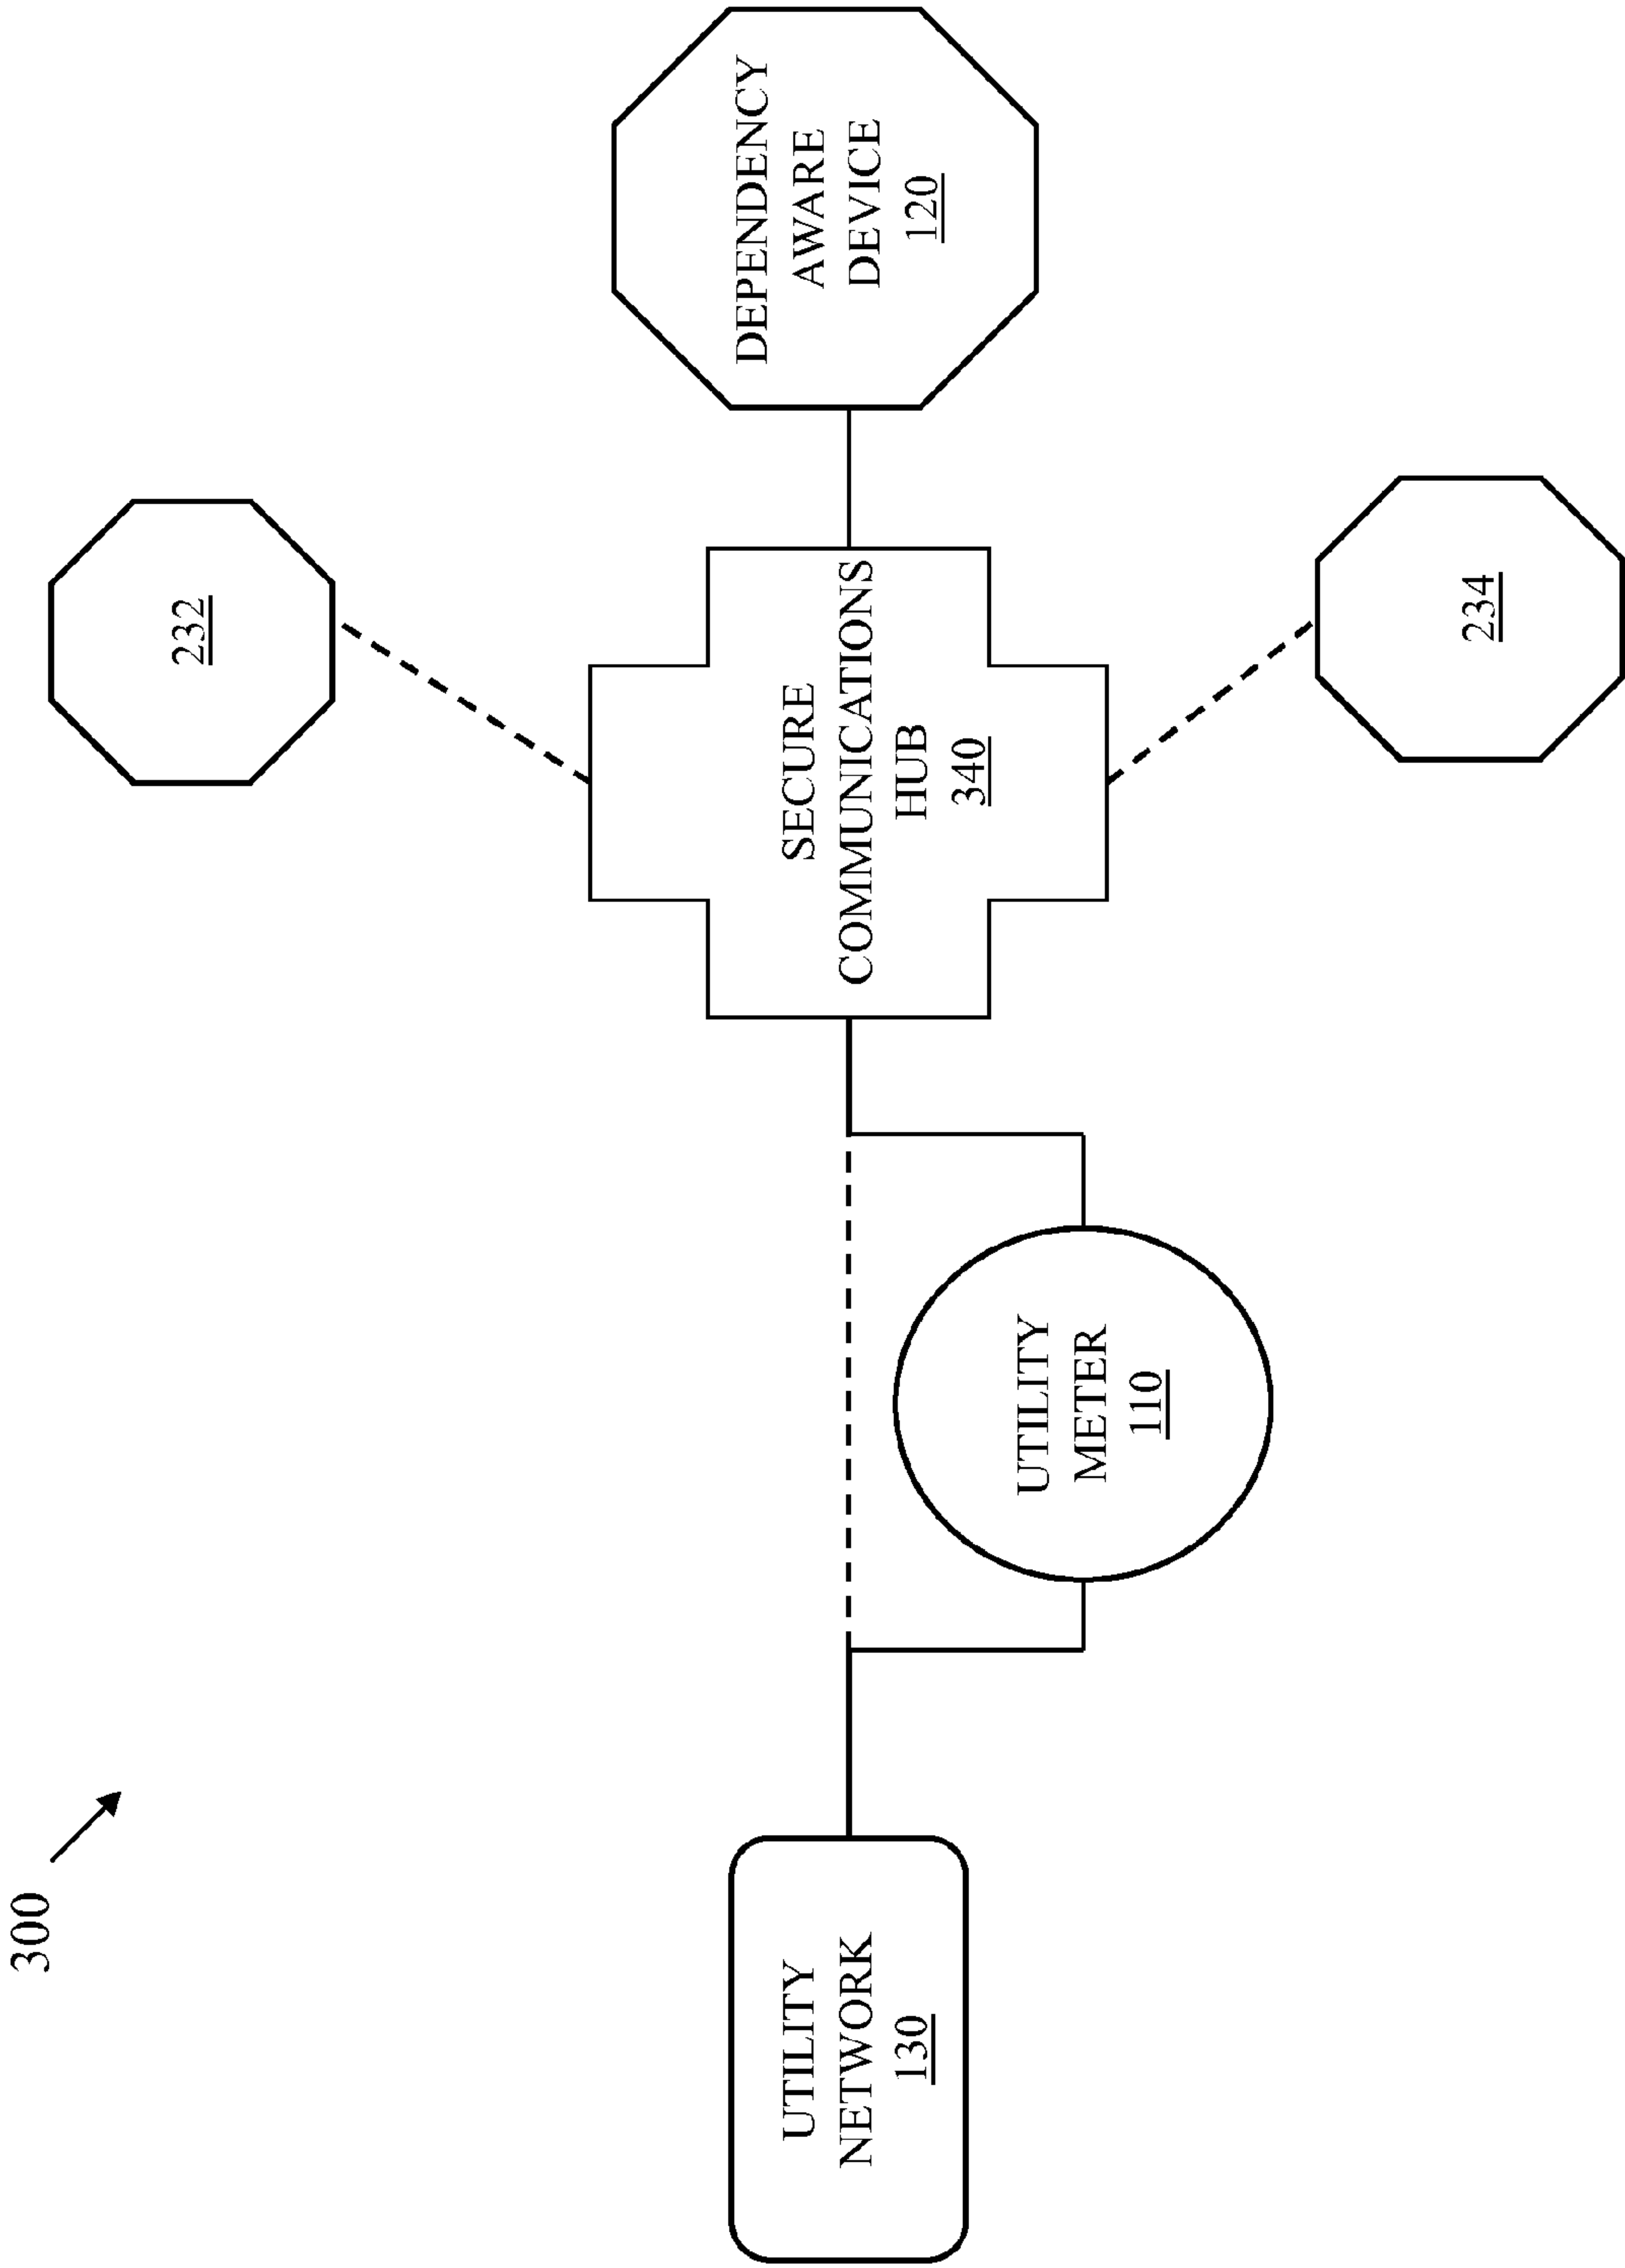 300
UTILITY
NETWORK
130
UTILITY
METER
110
SECURE
COMMUNICATIONS
HUB
340
232
234
DEPENDENCY
AWARE
DEVICE
120